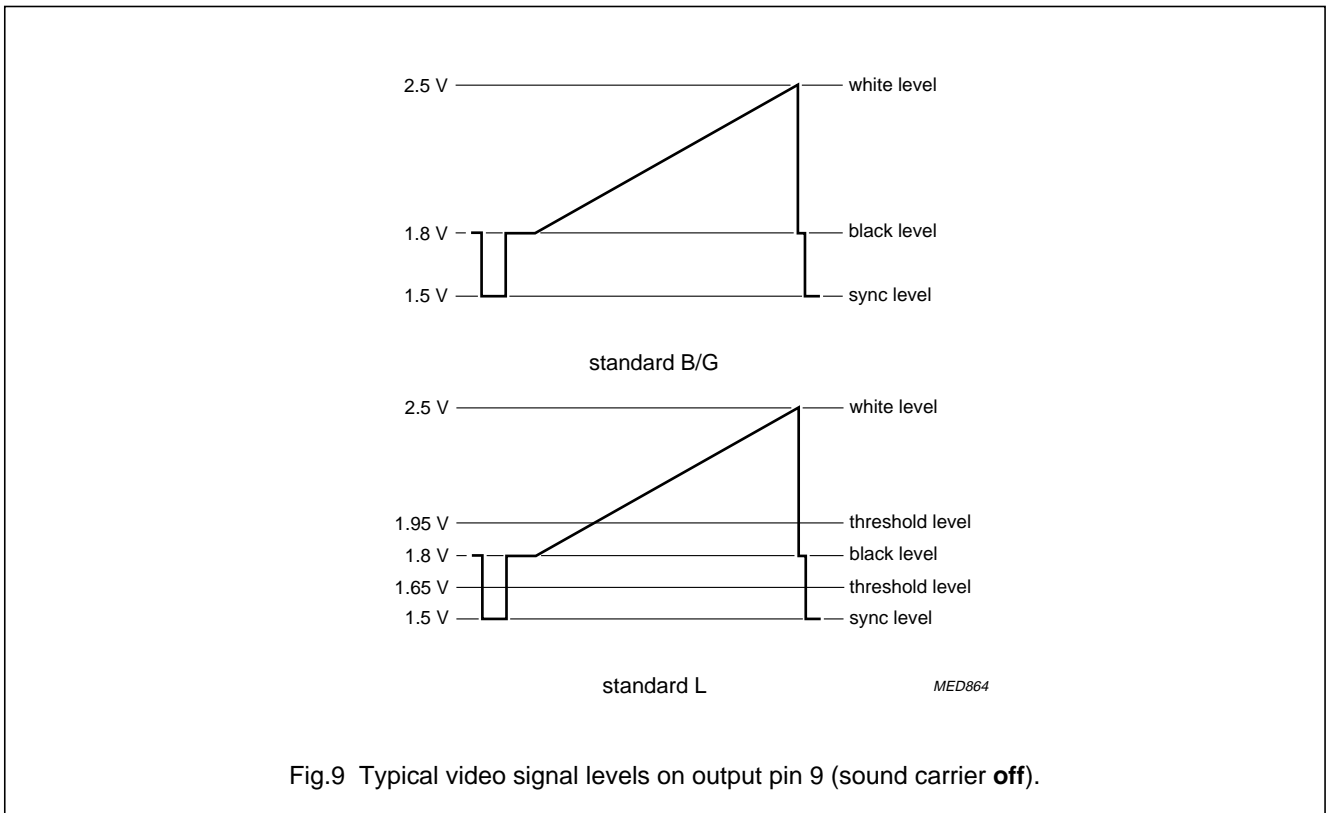 2.5 V white level
1.8 V black level
1.5 V sync level
standard B/G
2.5 V white level
1.95 V threshold level
1.8 V black level
1.65 V threshold level
1.5 V sync level
standard L MED864
Fig.9 Typical video signal levels on output pin 9 (sound carrier off).